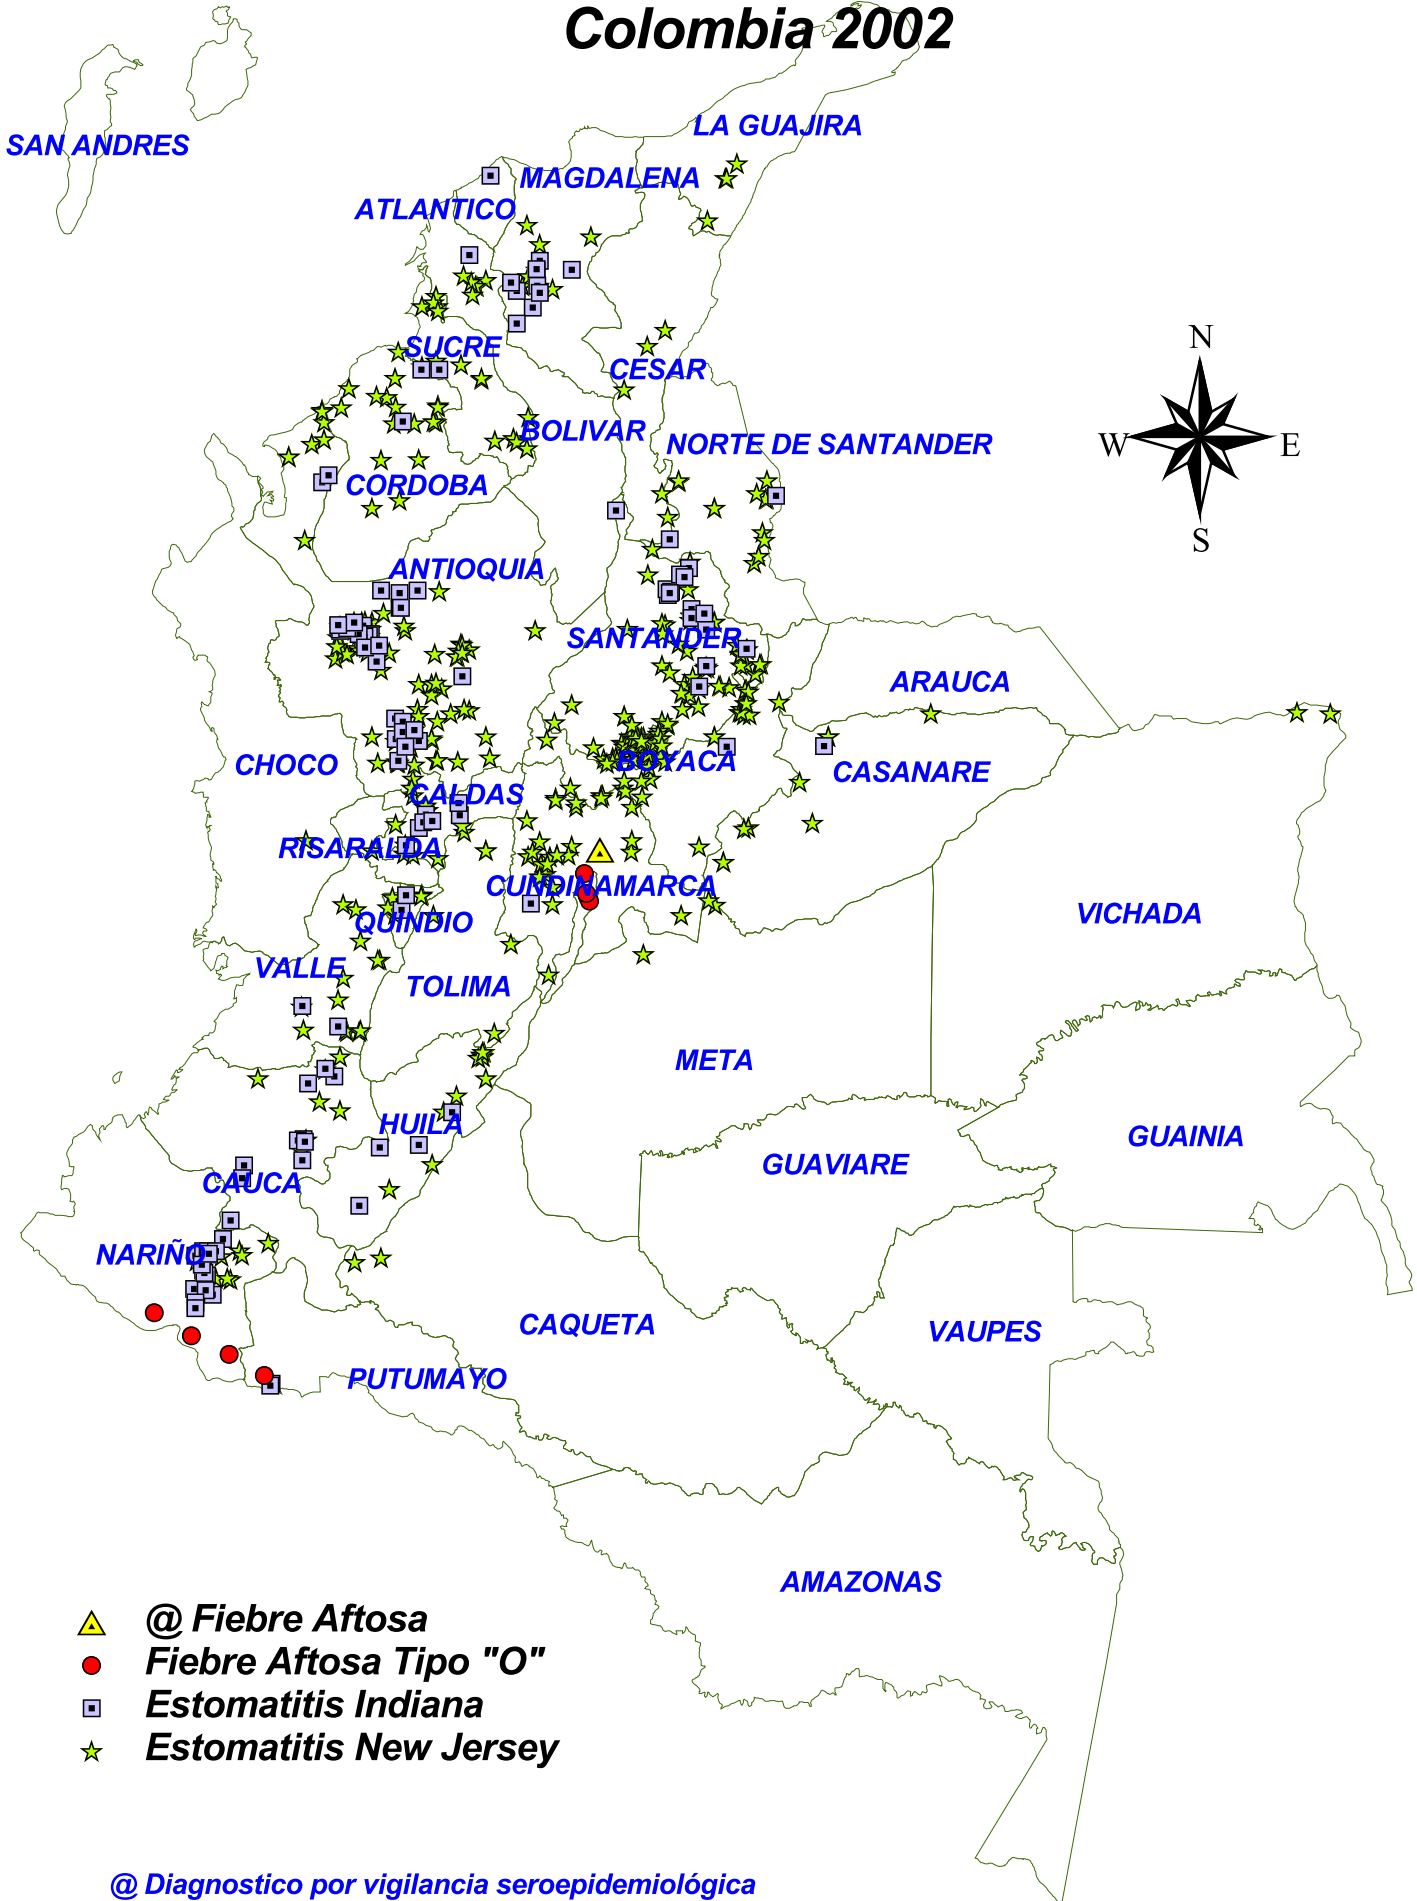 Colombia 2002
LA GUAJIRA
SAN ANDRES
MAGDALENA
ATLANTICO
SUCRE
CESAR
N
BOLIVAR
NORTE DE SANTANDER
W
E
CORDOBA
S
ANTIOQUIA
SANTANDER
ARAUCA
CHOCO
BOYACA
CASANARE
CALDAS
RISARALDA
CUNDINAMARCA
VICHADA
QUINDIO
VALLE
TOLIMA
META
HUILA
GUAINIA
GUAVIARE
CAUCA
NARIÑO
CAQUETA
VAUPES
PUTUMAYO
AMAZONAS
@ Fiebre Aftosa
Fiebre Aftosa Tipo "O"
Estomatitis Indiana
Estomatitis New Jersey
@ Diagnostico por vigilancia seroepidemiológica